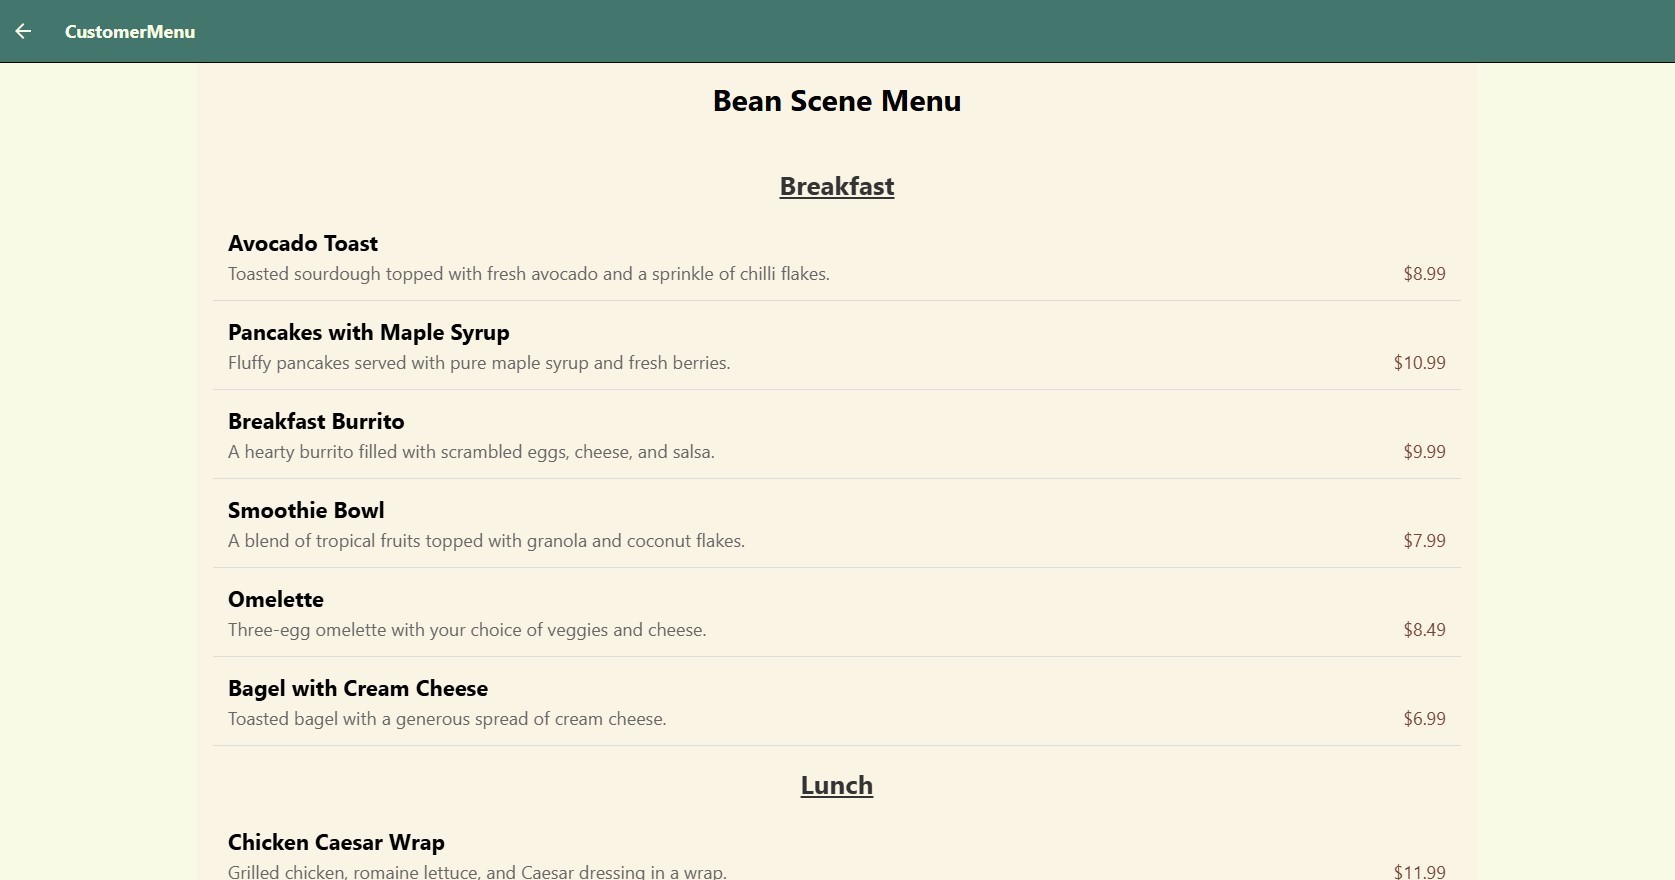 CustomerMenu
Bean Scene Menu
Breakfast
Avocado Toast
Toasted sourdough topped with fresh avocado and a sprinkle of chilli flakes.
$8.99
Pancakes with Maple Syrup
Fluffy pancakes served with pure maple syrup and fresh berries.
$10.99
Breakfast Burrito
A hearty burrito filled with scrambled eggs, cheese, and salsa.
$9.99
Smoothie Bowl
A blend of tropical fruits topped with granola and coconut flakes.
$7.99
Omelette
Three-egg omelette with your choice of veggies and cheese.
$8.49
Bagel with Cream Cheese
Toasted bagel with a generous spread of cream cheese.
$6.99
Lunch
Chicken Caesar Wrap
Grilled chicken, romaine lettuce, and Caesar dressing in a wrap.
$11.99